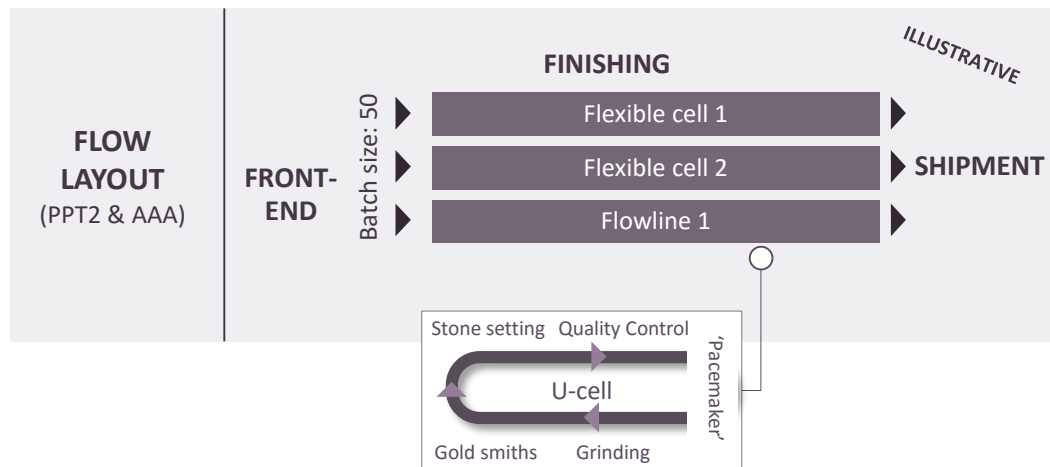 ILLUSTRATIVE
FINISHING
FLOW
LAYOUT
(PPT2 & AAA)
FRONT-
END
Batch size: 50
Flexible cell 1
Flexible cell 2
Flowline 1
SHIPMENT
Stone setting
Quality Control
U-cell
'Pacemaker'
Gold smiths
Grinding